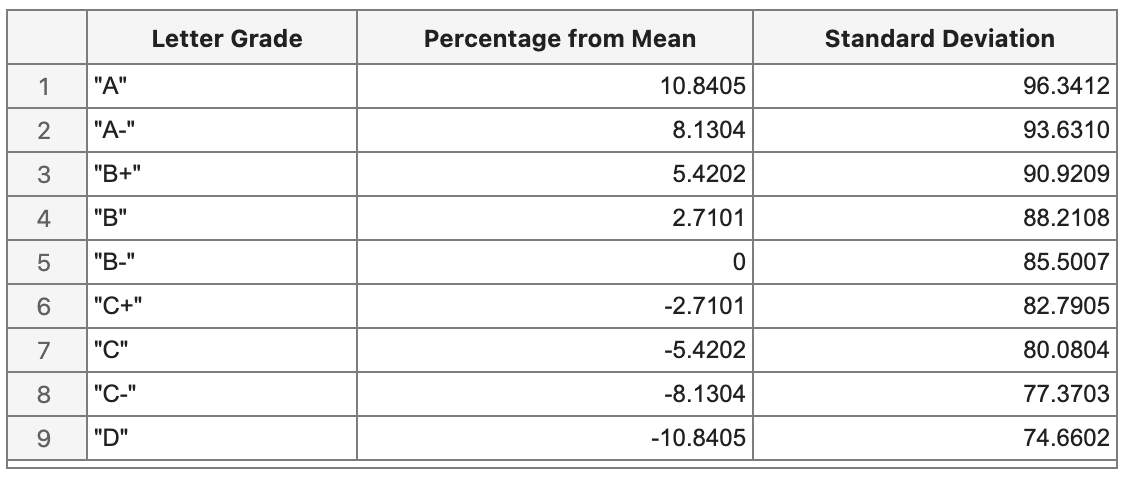 Letter Grade Percentage from Mean Standard Deviation
1 "A" 10.8405 96.3412
2 "A-" 8.1304 93.6310
3 "B+" 5.4202 90.9209
4 "B" 2.7101 88.2108
5 "B-" 0 85.5007
6 "C+" -2.7101 82.7905
7 "C" -5.4202 80.0804
8 "C-" -8.1304 77.3703
9 "D" -10.8405 74.6602